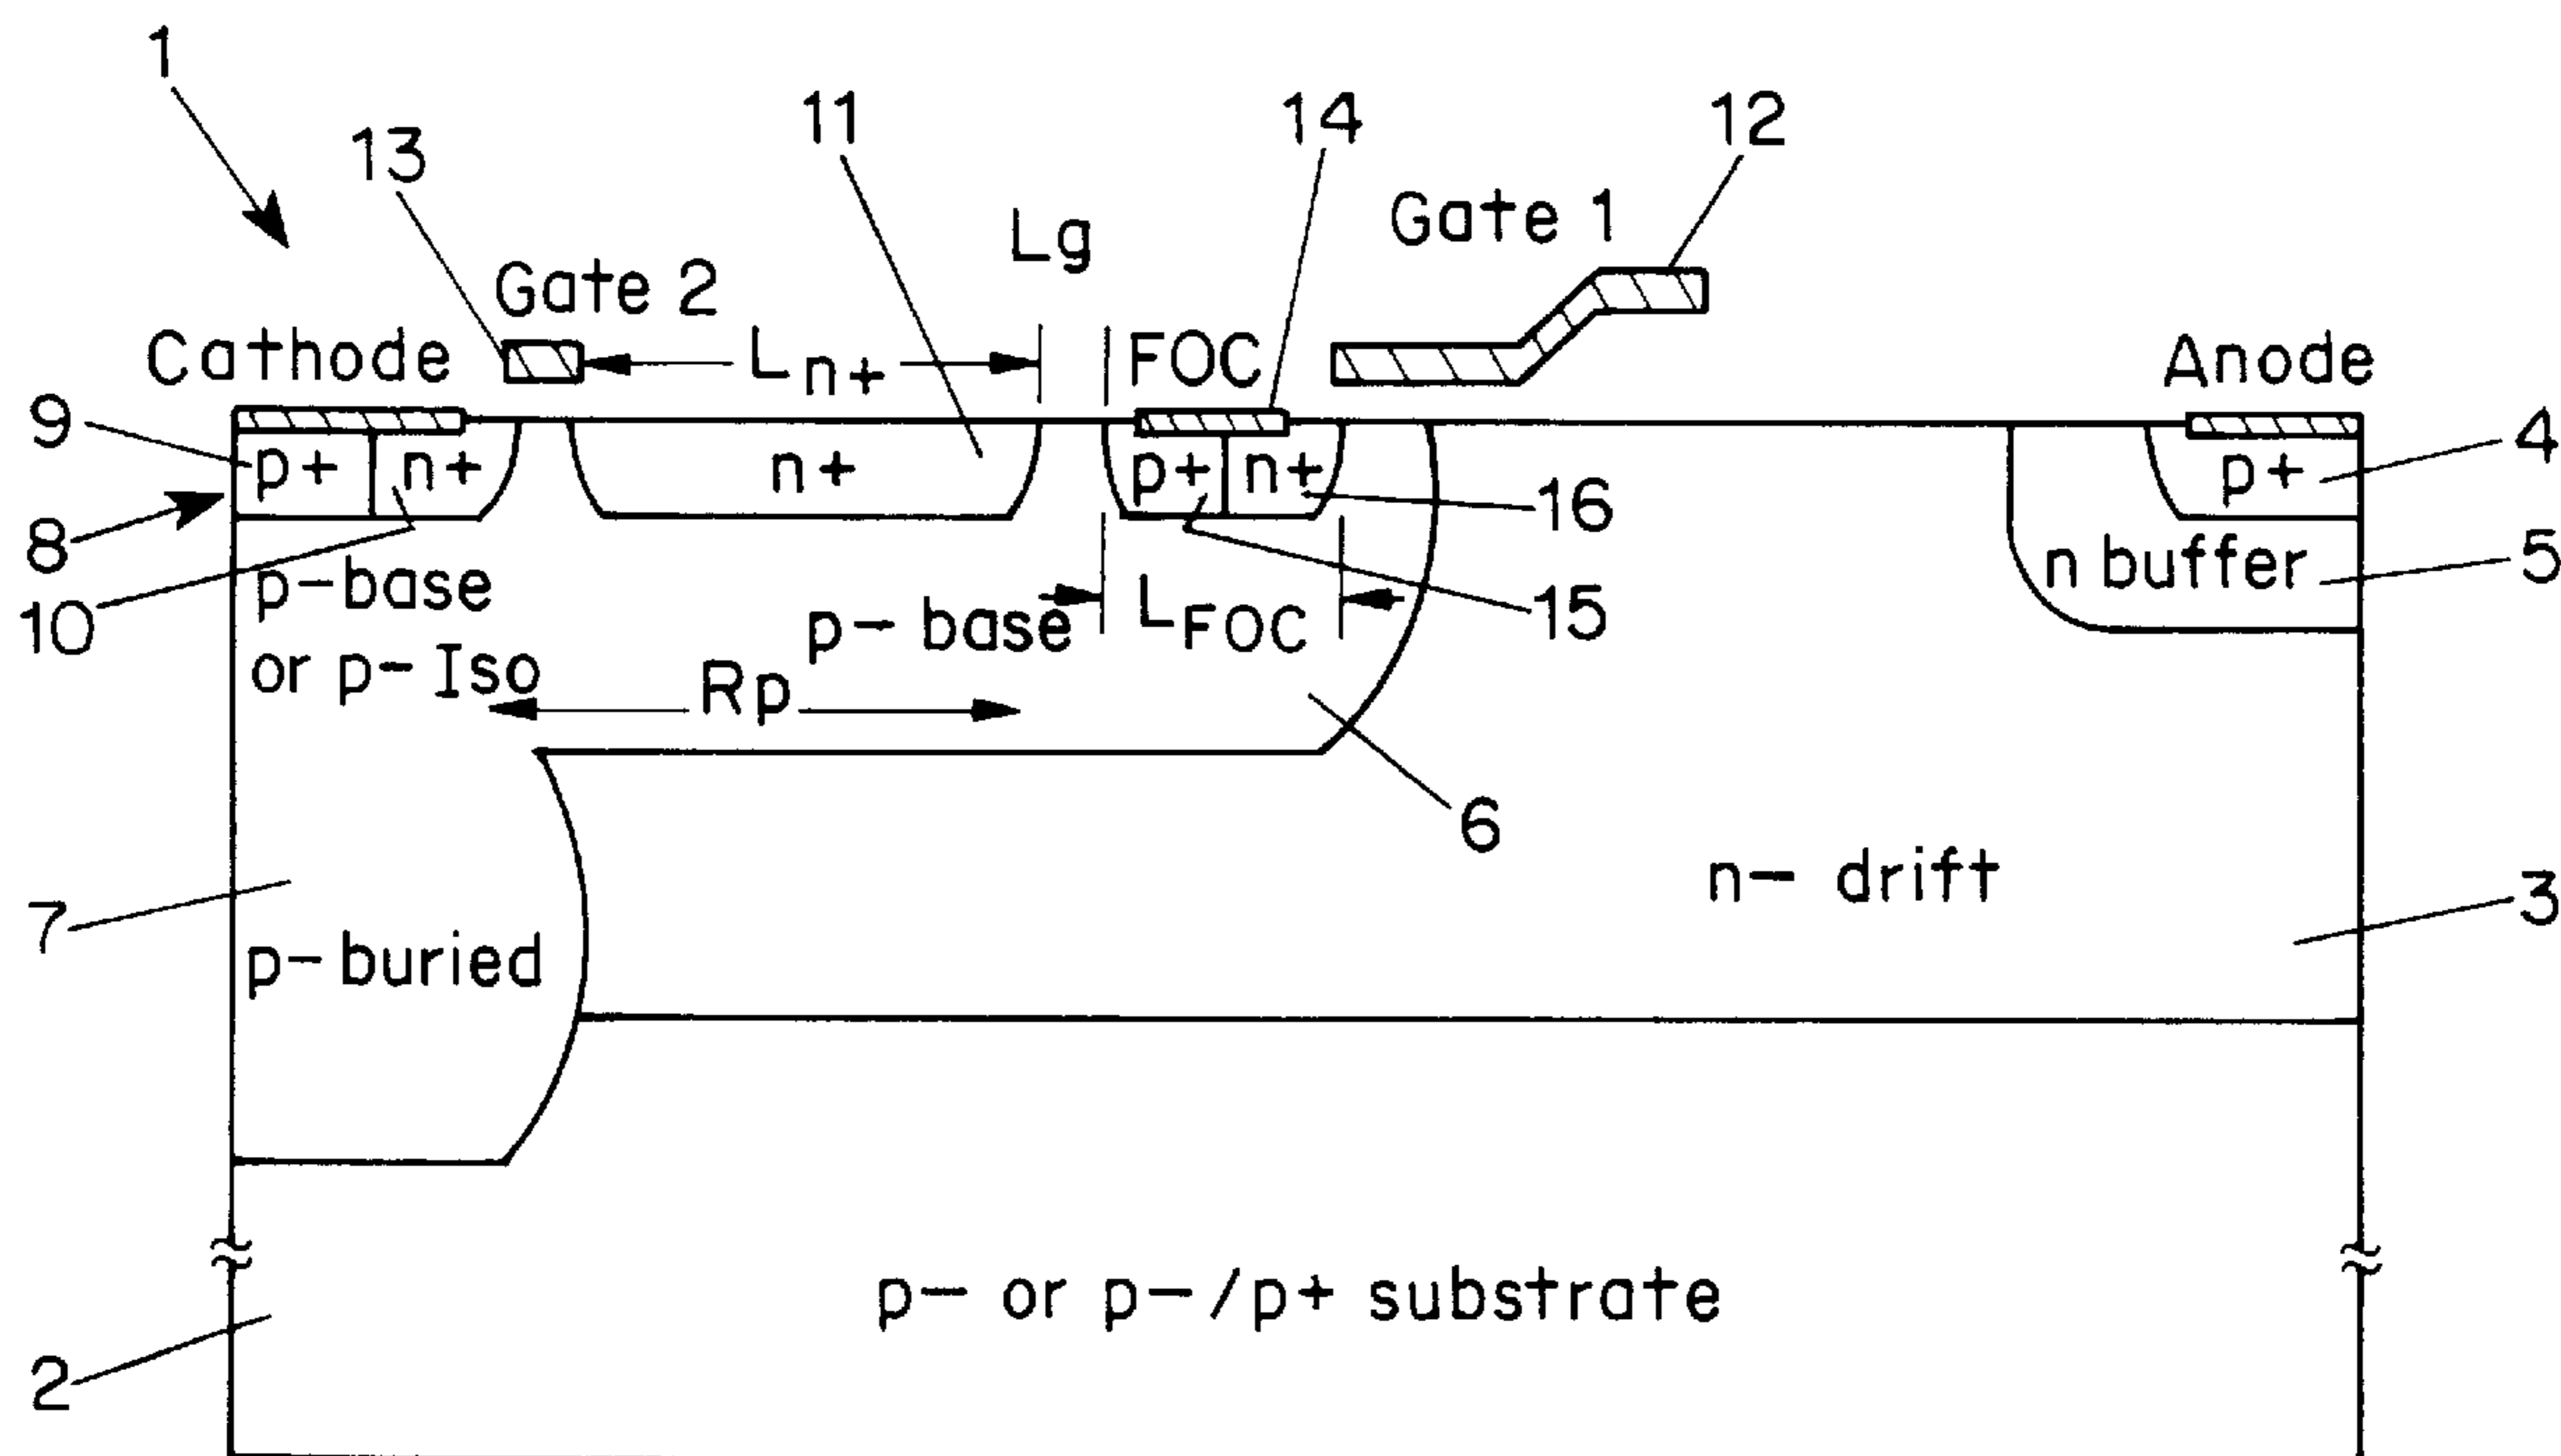 1
13
11
14
12
Lg
Gate 1
Gate 2
Cathode
Ln+
FOC
Anode
9
p+
n+
n+
p+
n+
p+
4
8
16
10
p-base
or p-Iso
p- base
LFOC
15
n buffer
5
Rp
6
7
n- drift
3
p-buried
p- or p-/p+ substrate
2